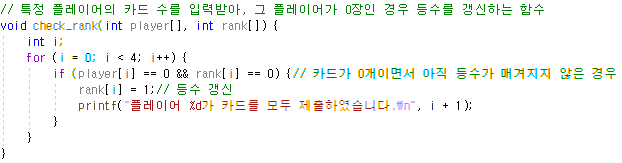 // 특정 플레이어의 카드 수를 입력받아, 그 플레이어가 0장인 경우 등수를 갱신하는 함수
void check_rank(int player[], int rank[]) {
    int i;
    for (i = 0; i < 4; i++) {
        if (player[i] == 0 && rank[i] == 0) {// 카드가 0개이면서 아직 등수가 매겨지지 않은 경우
            rank[i] = 1;// 등수 갱신
            printf("플레이어 %d가 카드를 모두 제출하였습니다.₩n", i + 1);
        }
    }
}